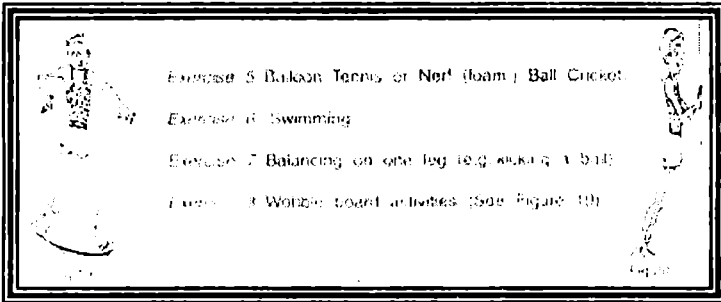 Exercise 5 Balloon Tennis or Nerf (foam) Ball Cricket
Exercise 6 Swimming
Exercise 7 Balancing on one leg (e.g. kicking a ball)
Exercise 8 Wobble board activities (See Figure 10)